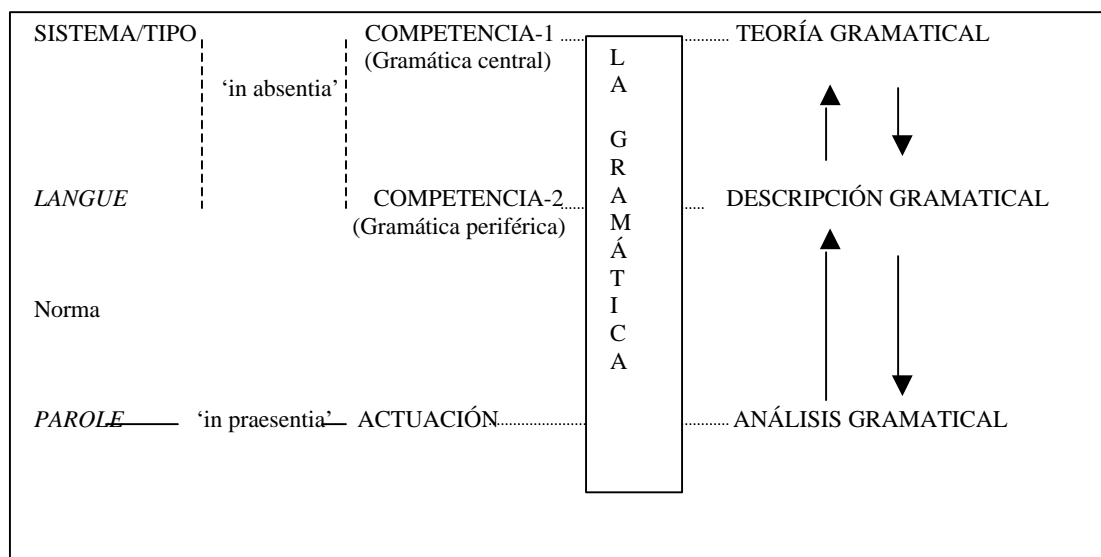 SISTEMA/TIPO COMPETENCIA-1 TEORÍA GRAMATICAL
(Gramática central)
'in absentia'
LANGUE COMPETENCIA-2 DESCRIPCIÓN GRAMATICAL
(Gramática periférica)
Norma
PAROLE 'in praesentia' ACTUACIÓN ANÁLISIS GRAMATICAL
L
A
G
R
A
M
Á
T
I
C
A